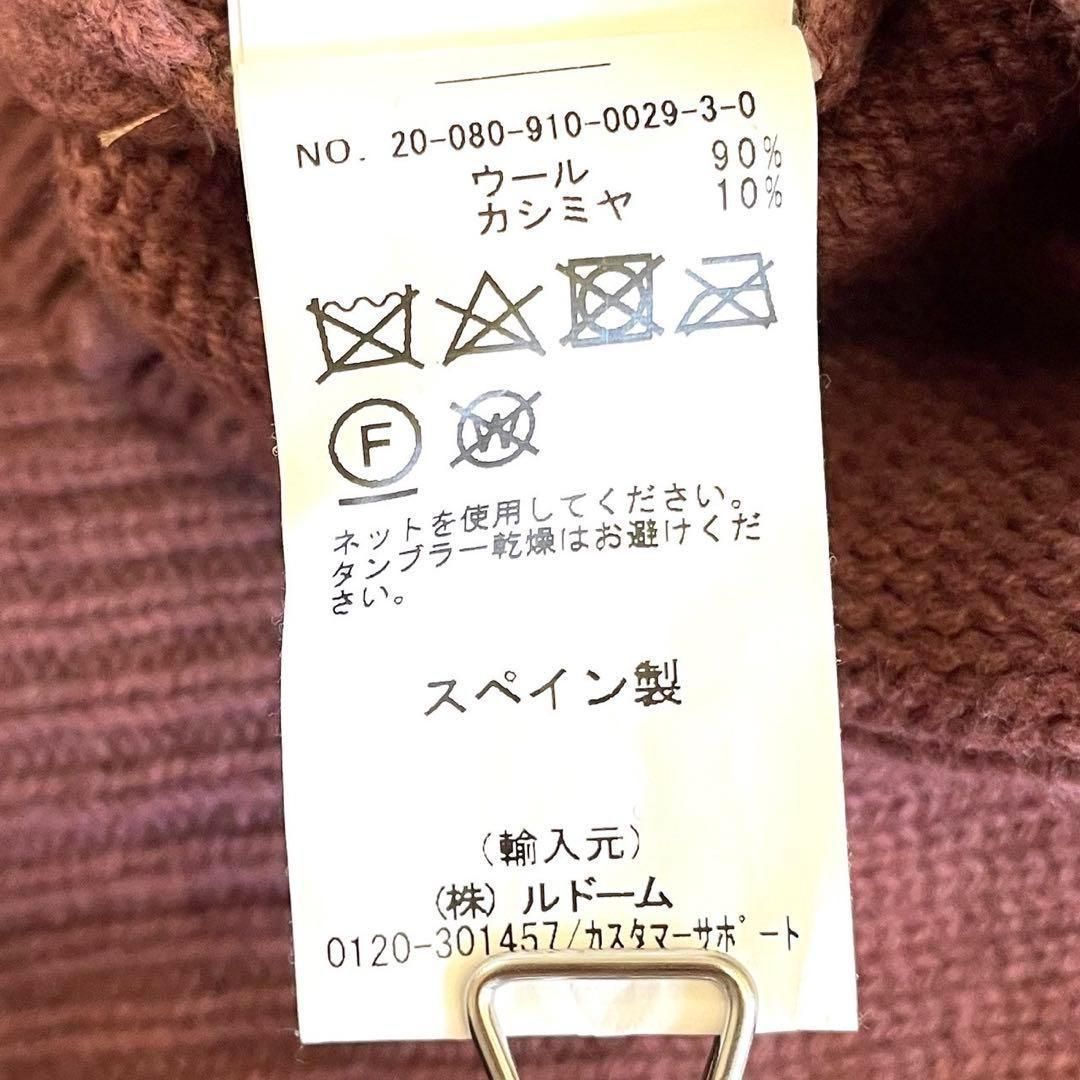 NO. 20-080-910-0029-3-0
ウール 90%
カシミヤ 10%
F
W
ネットを使用してください。
タンブラー乾燥はお避けくだ
さい。
スペイン製
(輸入元)
(株) ルドーム
0120-301457/カスタマーサポート